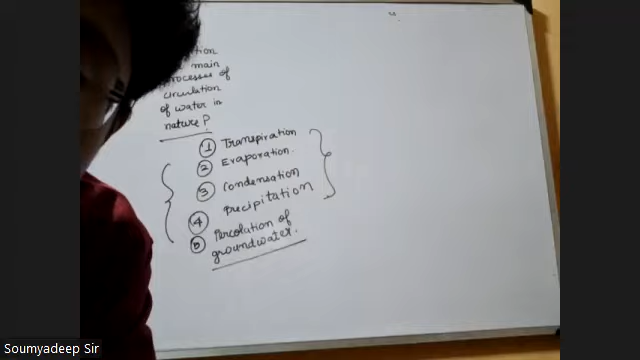 main
processes of
circulation
of water in
nature?
① Transpiration
② Evaporation.
③ Condensation
④ Precipitation
⑤ Percolation of
groundwater.
Soumyadeep Sir